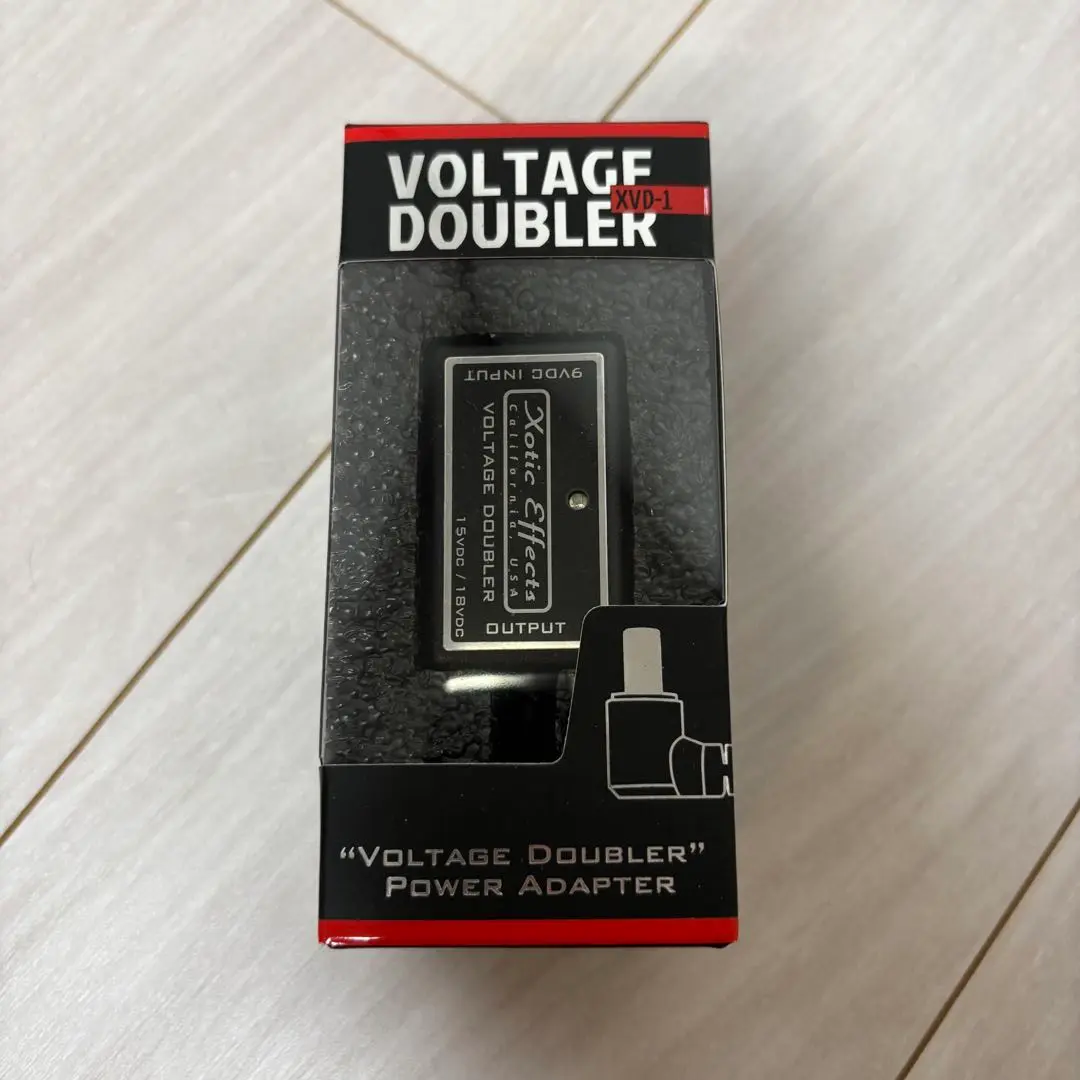 VOLTAGE
XVD-1
DOUBLER
9VDC INPUT
Xotic Effects
California, USA
VOLTAGE DOUBLER
15VDC / 18VDC
OUTPUT
“VOLTAGE DOUBLER”
POWER ADAPTER